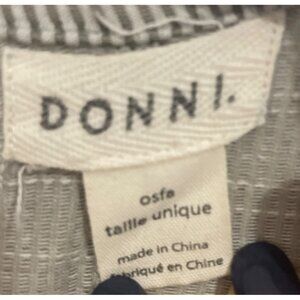 DONNI.
osfa
taille unique
made in China
fabriqué en Chine